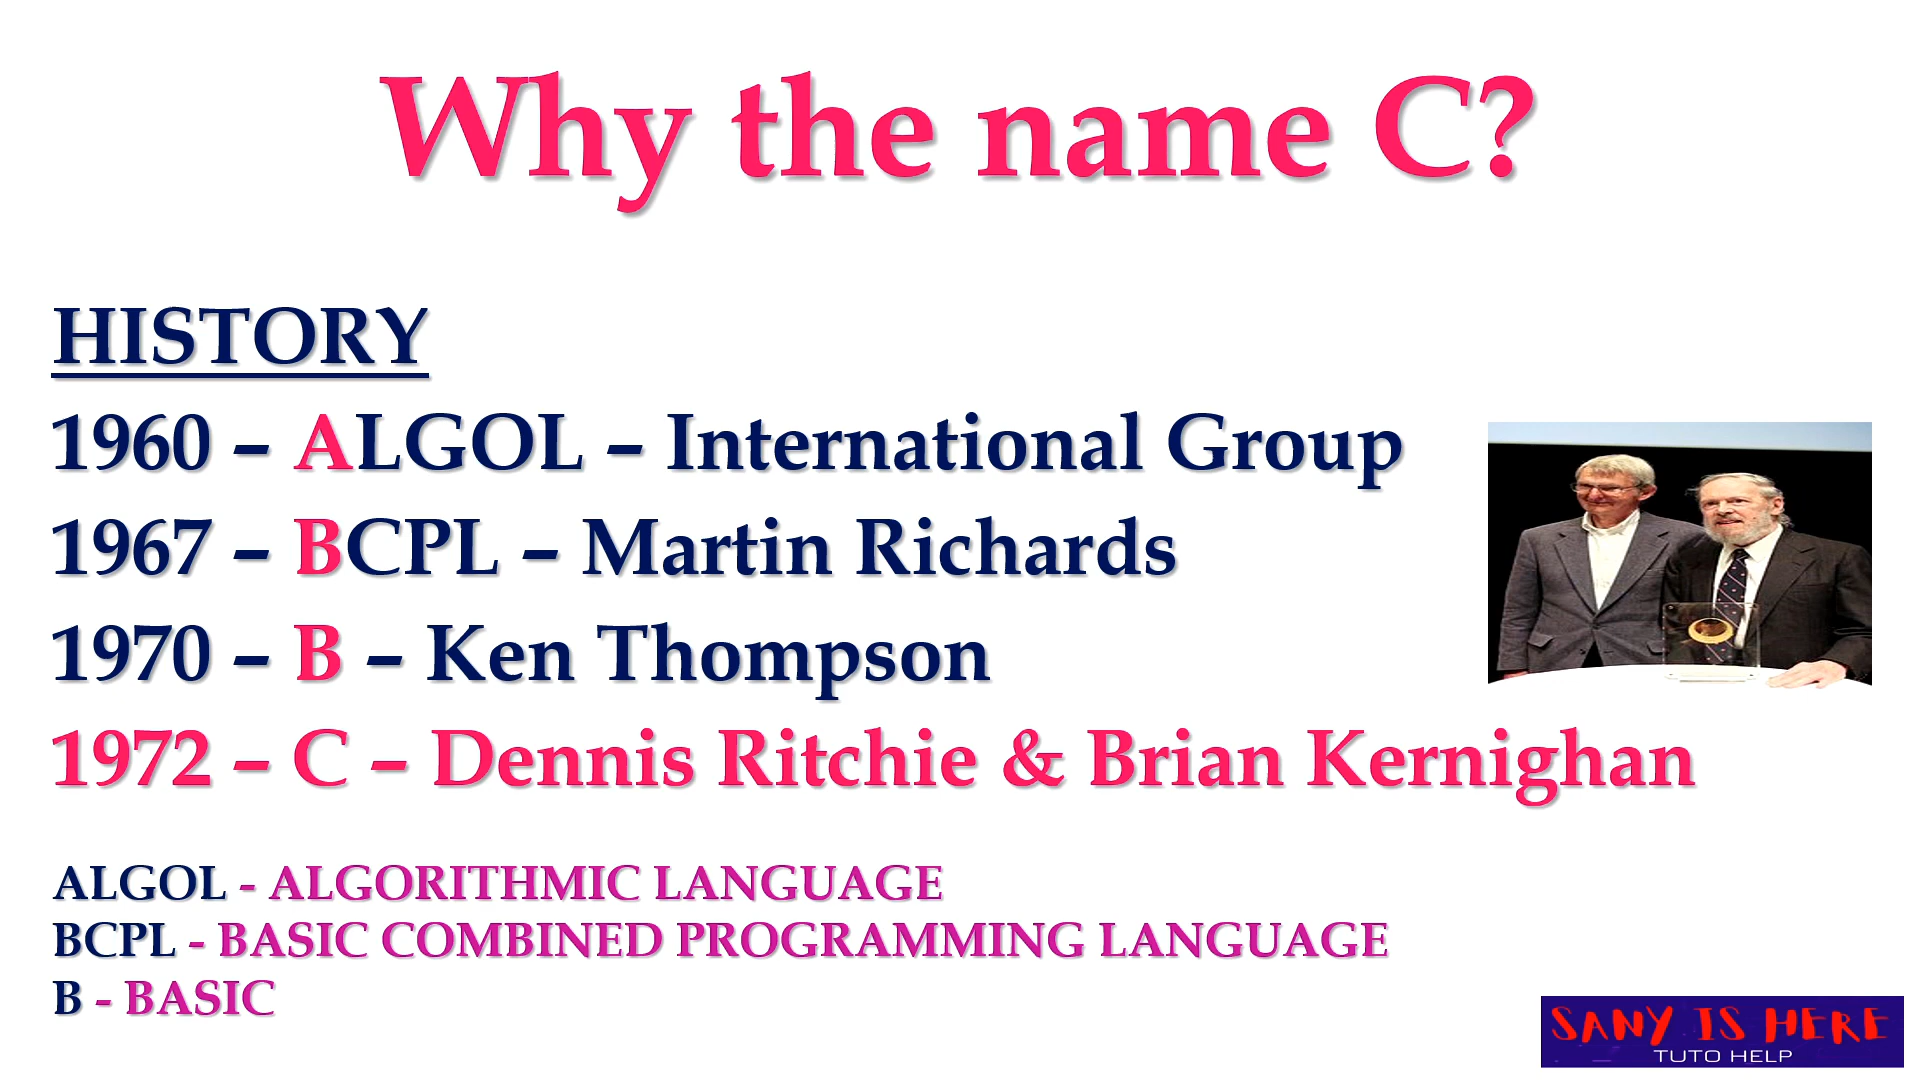 Why the name C?
HISTORY
1960 – ALGOL – International Group
1967 – BCPL – Martin Richards
1970 – B – Ken Thompson
1972 – C – Dennis Ritchie & Brian Kernighan
ALGOL - ALGORITHMIC LANGUAGE
BCPL - BASIC COMBINED PROGRAMMING LANGUAGE
B - BASIC
SANY IS HERE
TUTO HELP